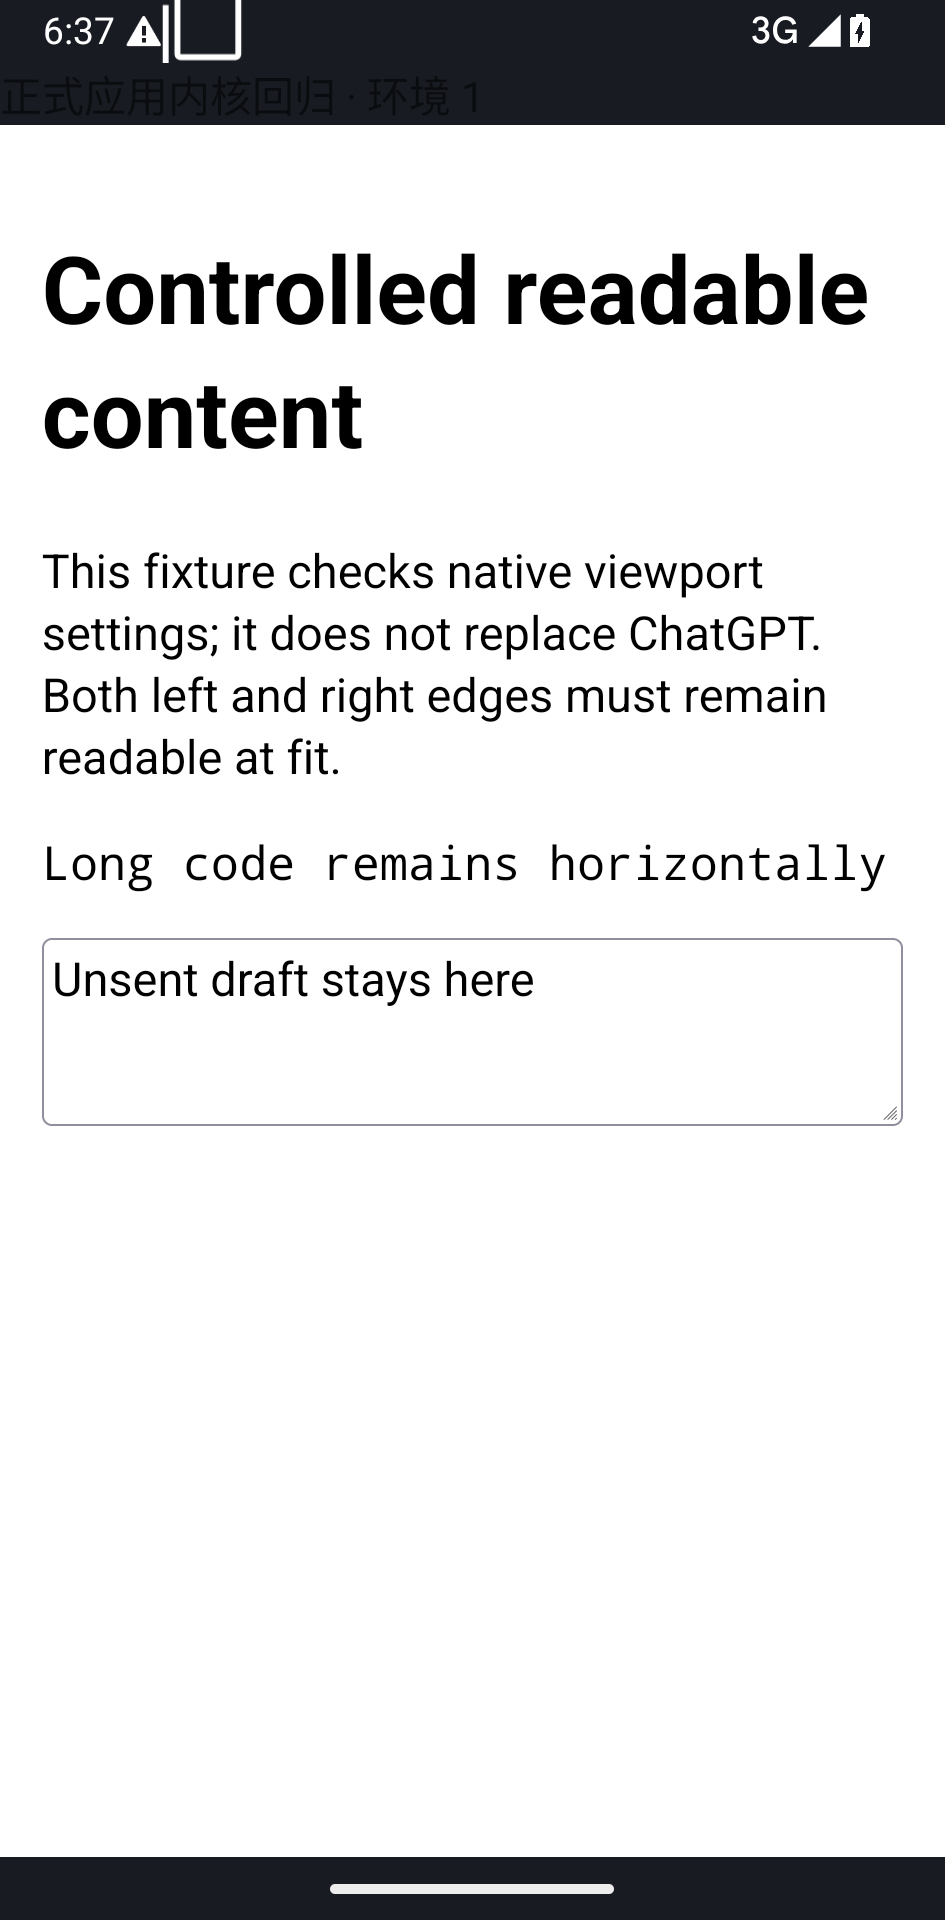 6:37
3G
正式应用内核回归 · 环境 1
Controlled readable
content
This fixture checks native viewport
settings; it does not replace ChatGPT.
Both left and right edges must remain
readable at fit.
Long code remains horizontally
Unsent draft stays here